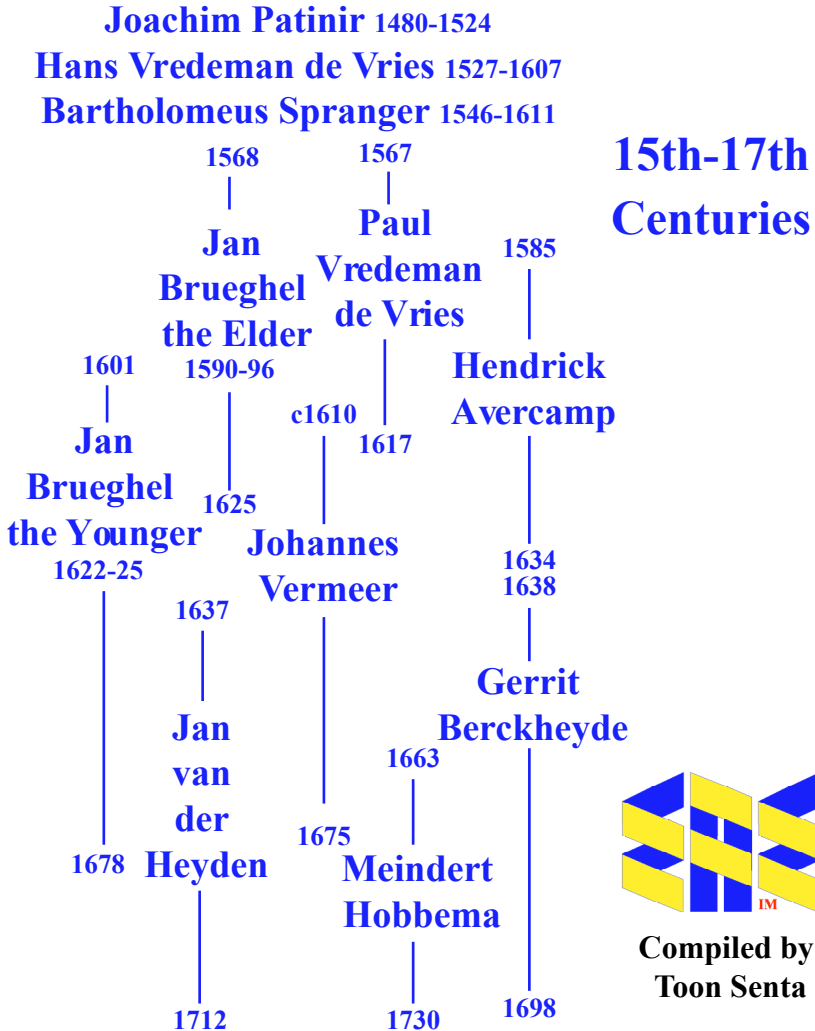 Joachim Patinir 1480-1524
Hans Vredeman de Vries 1527-1607
Bartholomeus Spranger 1546-1611
15th-17th
Centuries
1568
Jan
Brueghel
the Elder
1590-96
1625
1567
Paul
Vredeman
de Vries
1617
1585
Hendrick
Avercamp
1634
1601
Jan
Brueghel
the Younger
1622-25
1678
c1610
Johannes
Vermeer
1675
1638
Gerrit
Berckheyde
1698
1637
Jan
van
der
Heyden
1712
1663
Meindert
Hobbema
1730
IM
Compiled by
Toon Senta